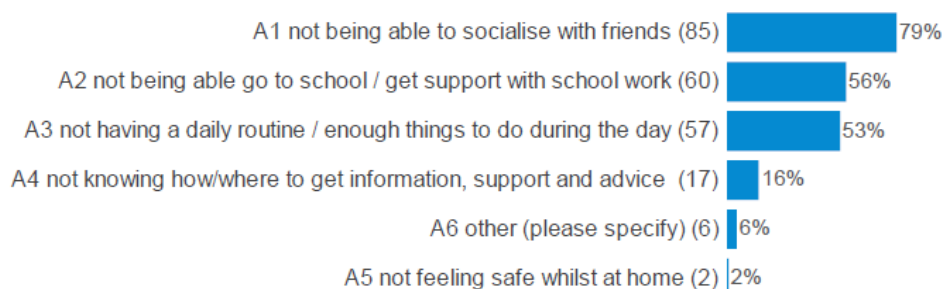 A1 not being able to socialise with friends (85) 79%
A2 not being able go to school / get support with school work (60) 56%
A3 not having a daily routine / enough things to do during the day (57) 53%
A4 not knowing how/where to get information, support and advice (17) 16%
A6 other (please specify) (6) 6%
A5 not feeling safe whilst at home (2) 2%